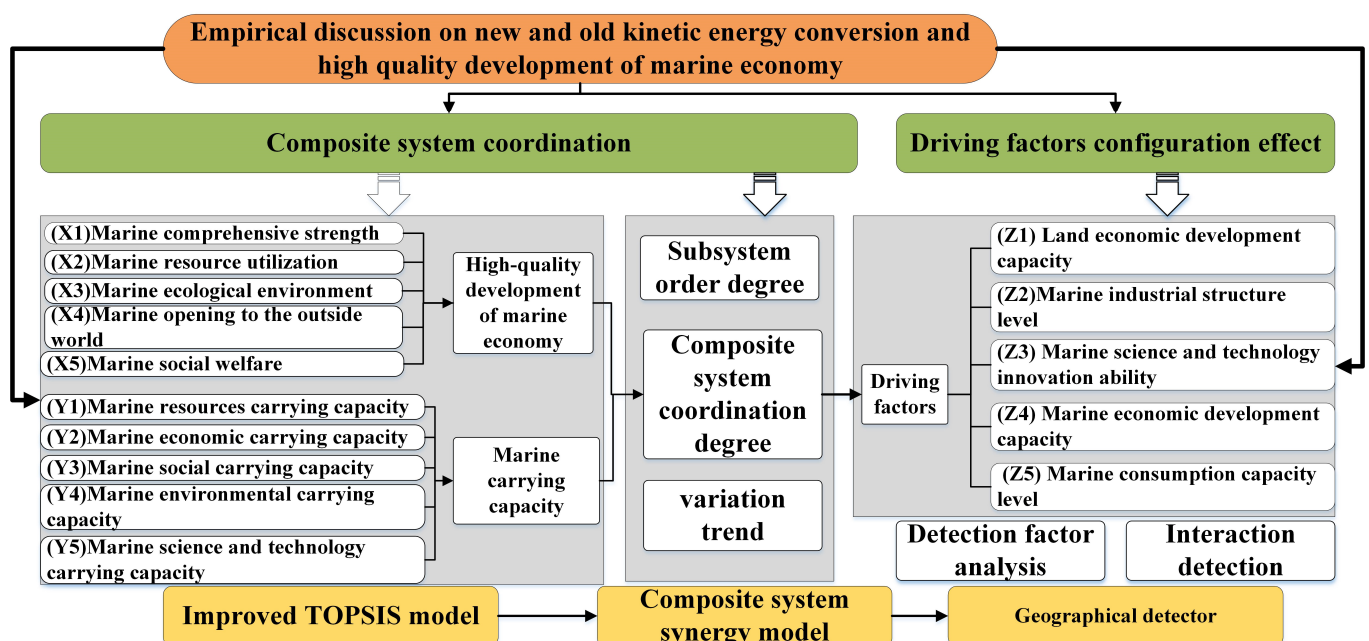 Empirical discussion on new and old kinetic energy conversion and
high quality development of marine economy
Composite system coordination
Driving factors configuration effect
(X1)Marine comprehensive strength
(X2)Marine resource utilization
(X3)Marine ecological environment
(X4)Marine opening to the outside
world
(X5)Marine social welfare
High-quality
development
of marine
economy
(Y1)Marine resources carrying capacity
(Y2)Marine economic carrying capacity
(Y3)Marine social carrying capacity
(Y4)Marine environmental carrying
capacity
(Y5)Marine science and technology
carrying capacity
Marine
carrying
capacity
Subsystem
order degree
Composite
system
coordination
degree
variation
trend
Driving
factors
(Z1) Land economic development
capacity
(Z2)Marine industrial structure
level
(Z3) Marine science and technology
innovation ability
(Z4) Marine economic development
capacity
(Z5) Marine consumption capacity
level
Detection factor
analysis
Interaction
detection
Improved TOPSIS model
Composite system
synergy model
Geographical detector